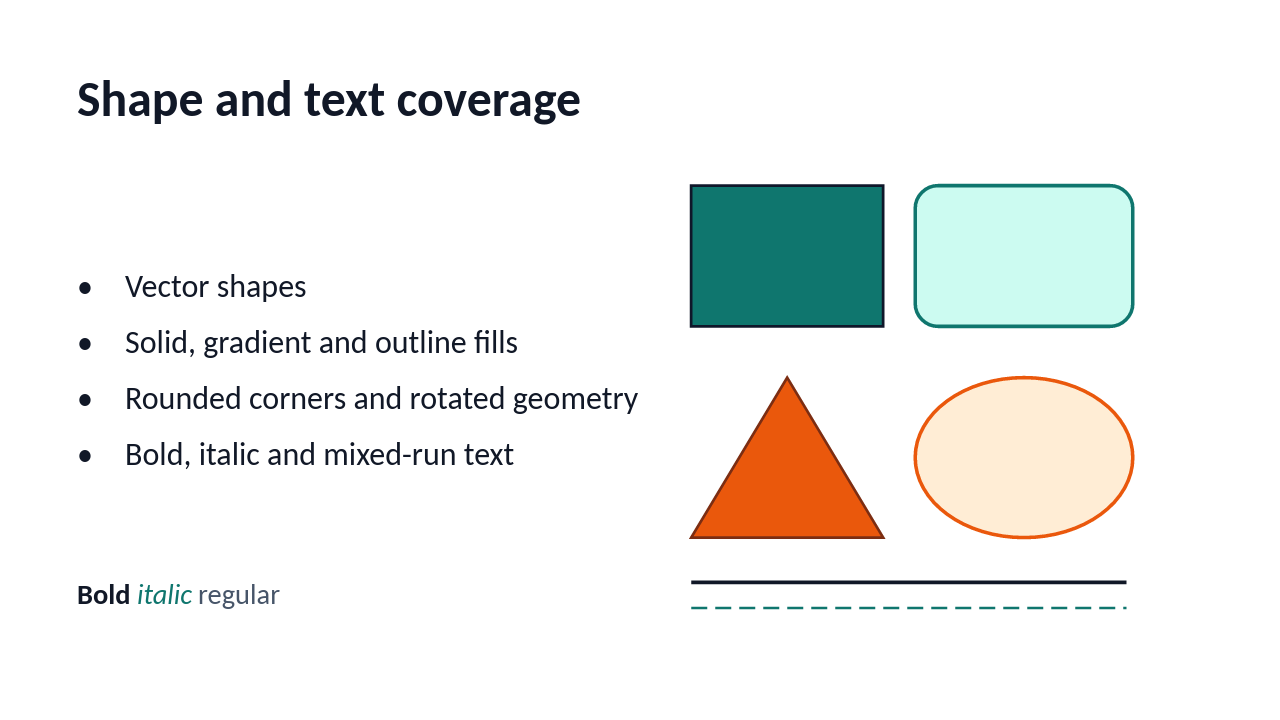 Shape and text coverage
• Vector shapes
• Solid, gradient and outline fills
• Rounded corners and rotated geometry
• Bold, italic and mixed-run text
Bold italic regular